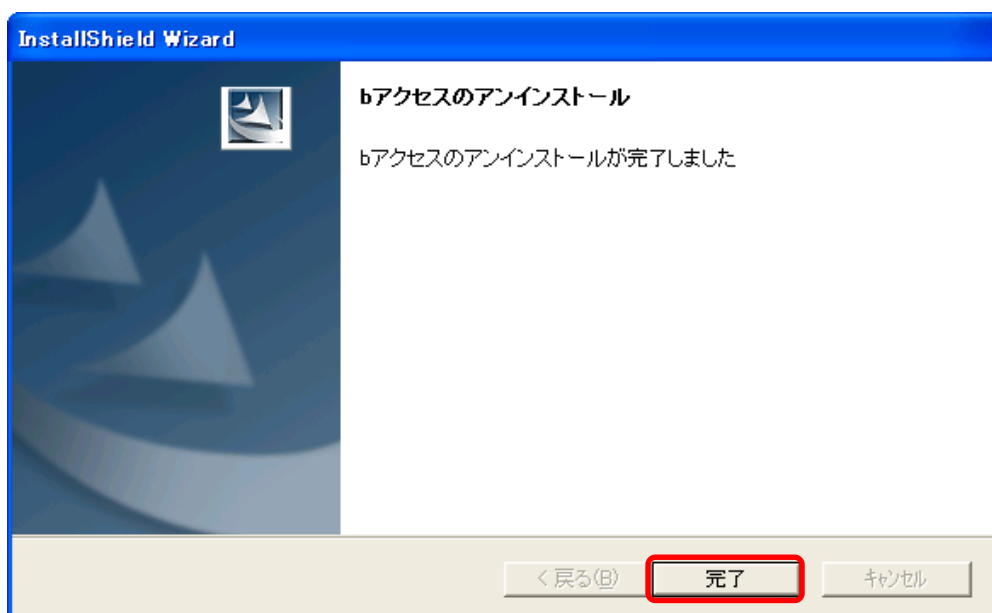 InstallShield Wizard
bアクセスのアンインストール
bアクセスのアンインストールが完了しました
< 戻る(B)
完了
キャンセル